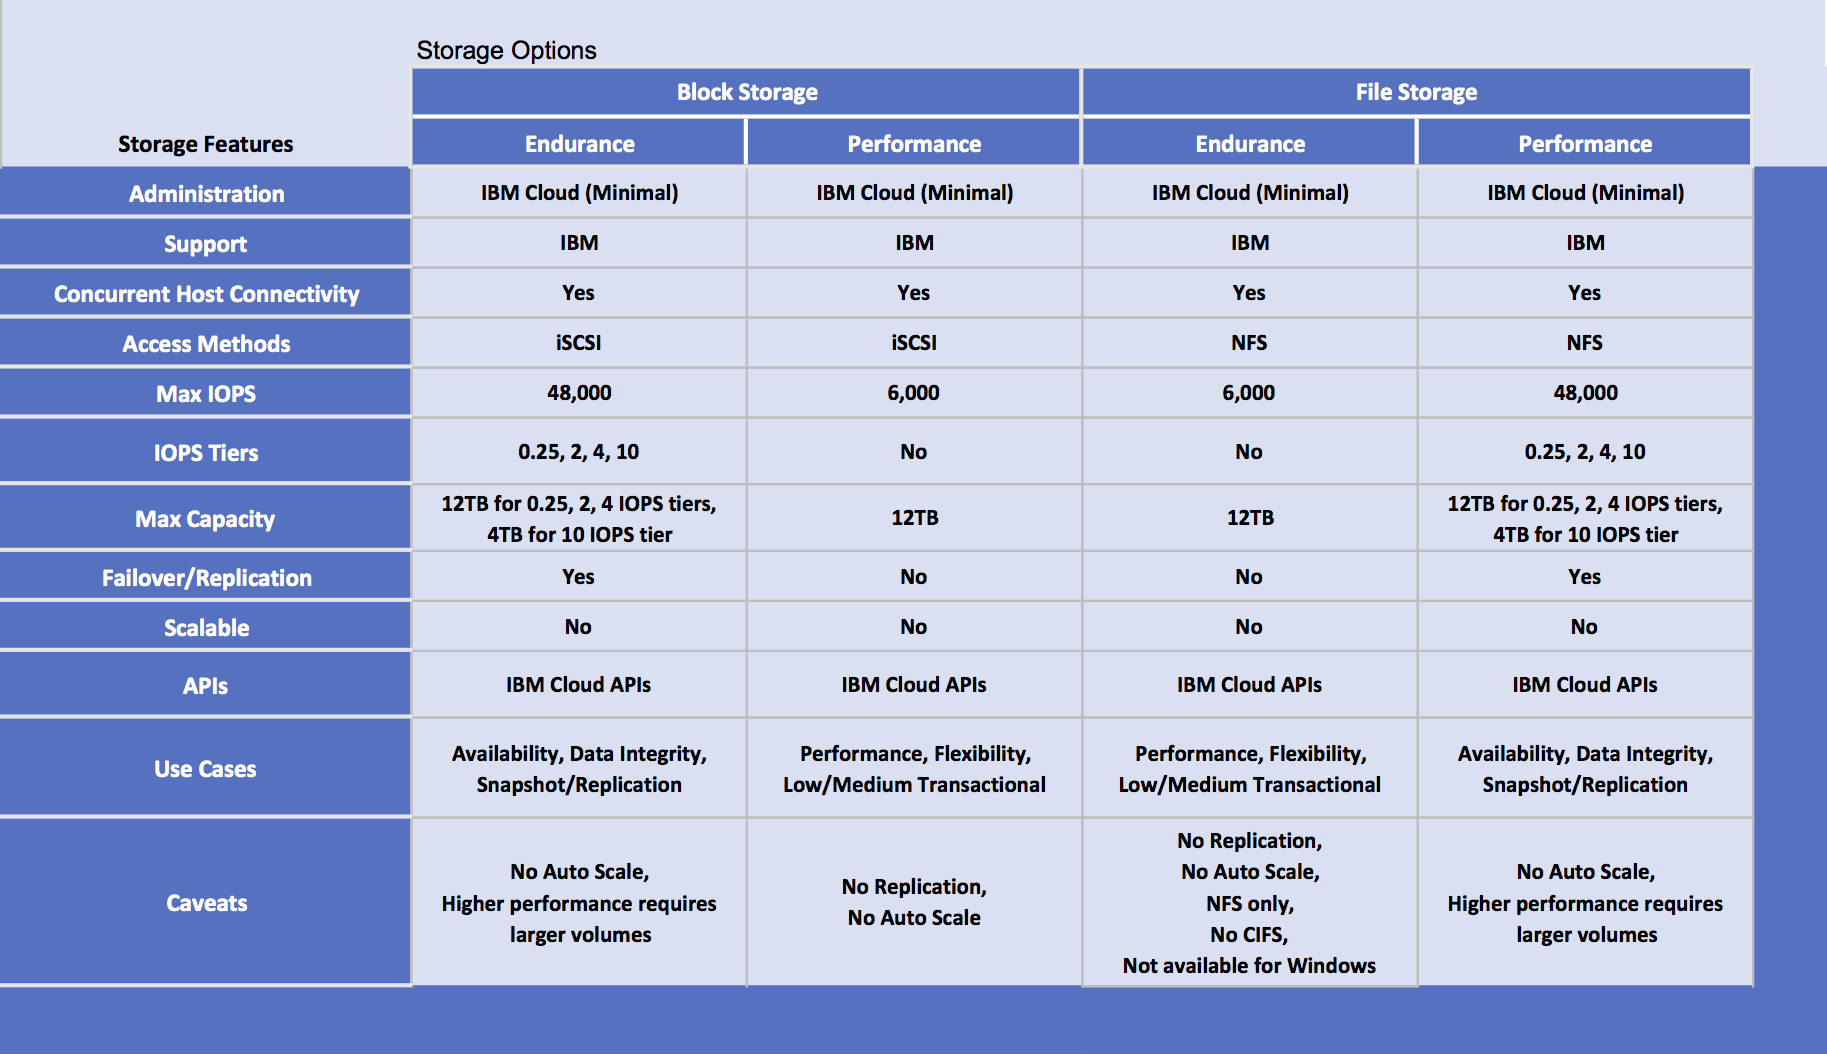 Storage Options
Block Storage File Storage
Storage Features Endurance Performance Endurance Performance
Administration IBM Cloud (Minimal) IBM Cloud (Minimal) IBM Cloud (Minimal) IBM Cloud (Minimal)
Support IBM IBM IBM IBM
Concurrent Host Connectivity Yes Yes Yes Yes
Access Methods iSCSI iSCSI NFS NFS
Max IOPS 48,000 6,000 6,000 48,000
IOPS Tiers 0.25, 2, 4, 10 No No 0.25, 2, 4, 10
Max Capacity
12TB for 0.25, 2, 4 IOPS tiers,
4TB for 10 IOPS tier
12TB
12TB
12TB for 0.25, 2, 4 IOPS tiers,
4TB for 10 IOPS tier
Failover/Replication Yes No No Yes
Scalable No No No No
APIs IBM Cloud APIs IBM Cloud APIs IBM Cloud APIs IBM Cloud APIs
Use Cases
Availability, Data Integrity,
Snapshot/Replication
Performance, Flexibility,
Low/Medium Transactional
Performance, Flexibility,
Low/Medium Transactional
Availability, Data Integrity,
Snapshot/Replication
Caveats
No Auto Scale,
Higher performance requires
larger volumes
No Replication,
No Auto Scale
No Replication,
No Auto Scale,
NFS only,
No CIFS,
Not available for Windows
No Auto Scale,
Higher performance requires
larger volumes